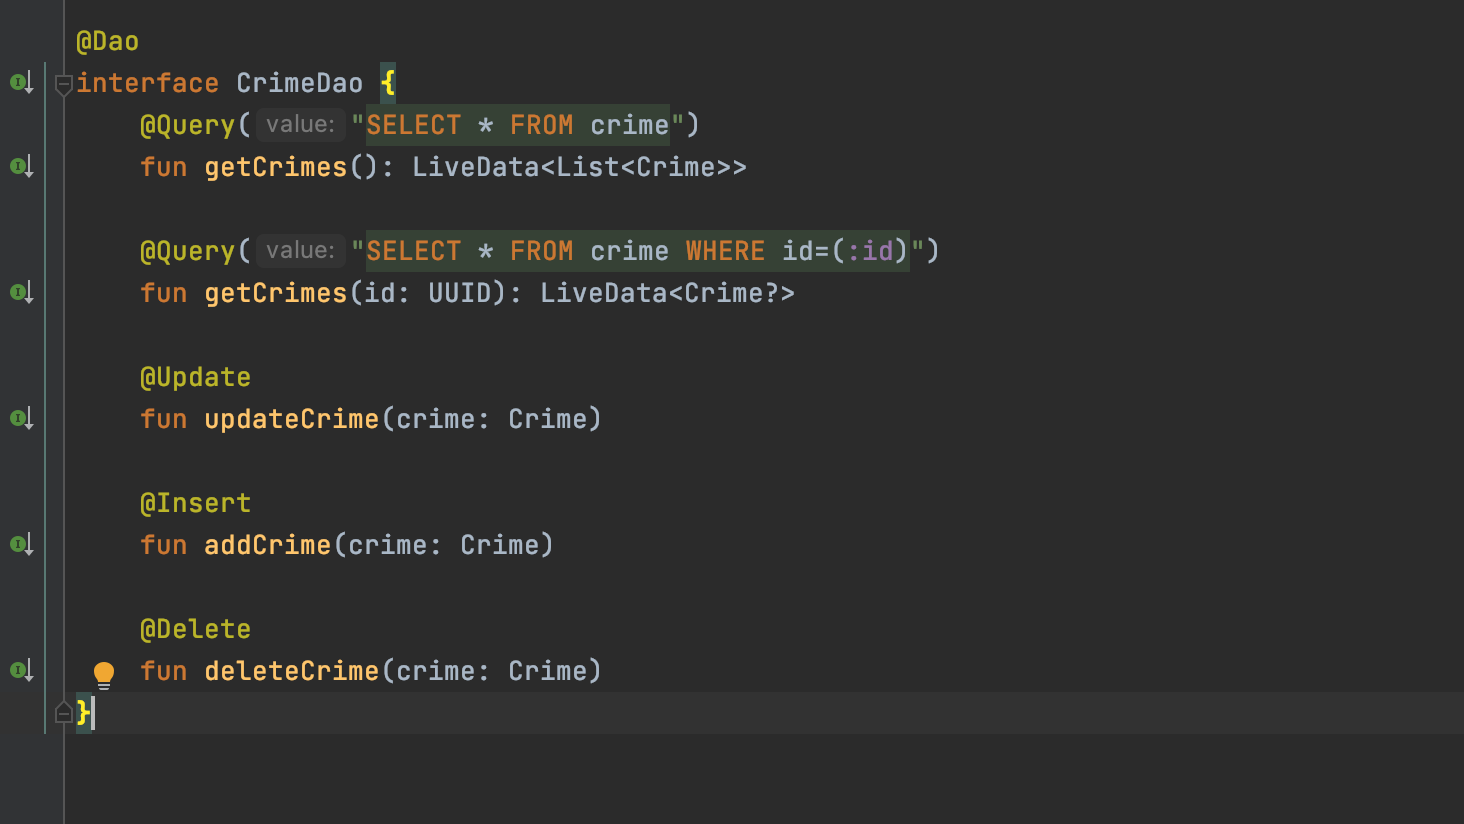 @Dao
interface CrimeDao {
@Query( value: "SELECT * FROM crime")
fun getCrimes(): LiveData<List<Crime>>
@Query( value: "SELECT * FROM crime WHERE id=(:id)")
fun getCrimes(id: UUID): LiveData<Crime?>
@Update
fun updateCrime(crime: Crime)
@Insert
fun addCrime(crime: Crime)
@Delete
fun deleteCrime(crime: Crime)
}